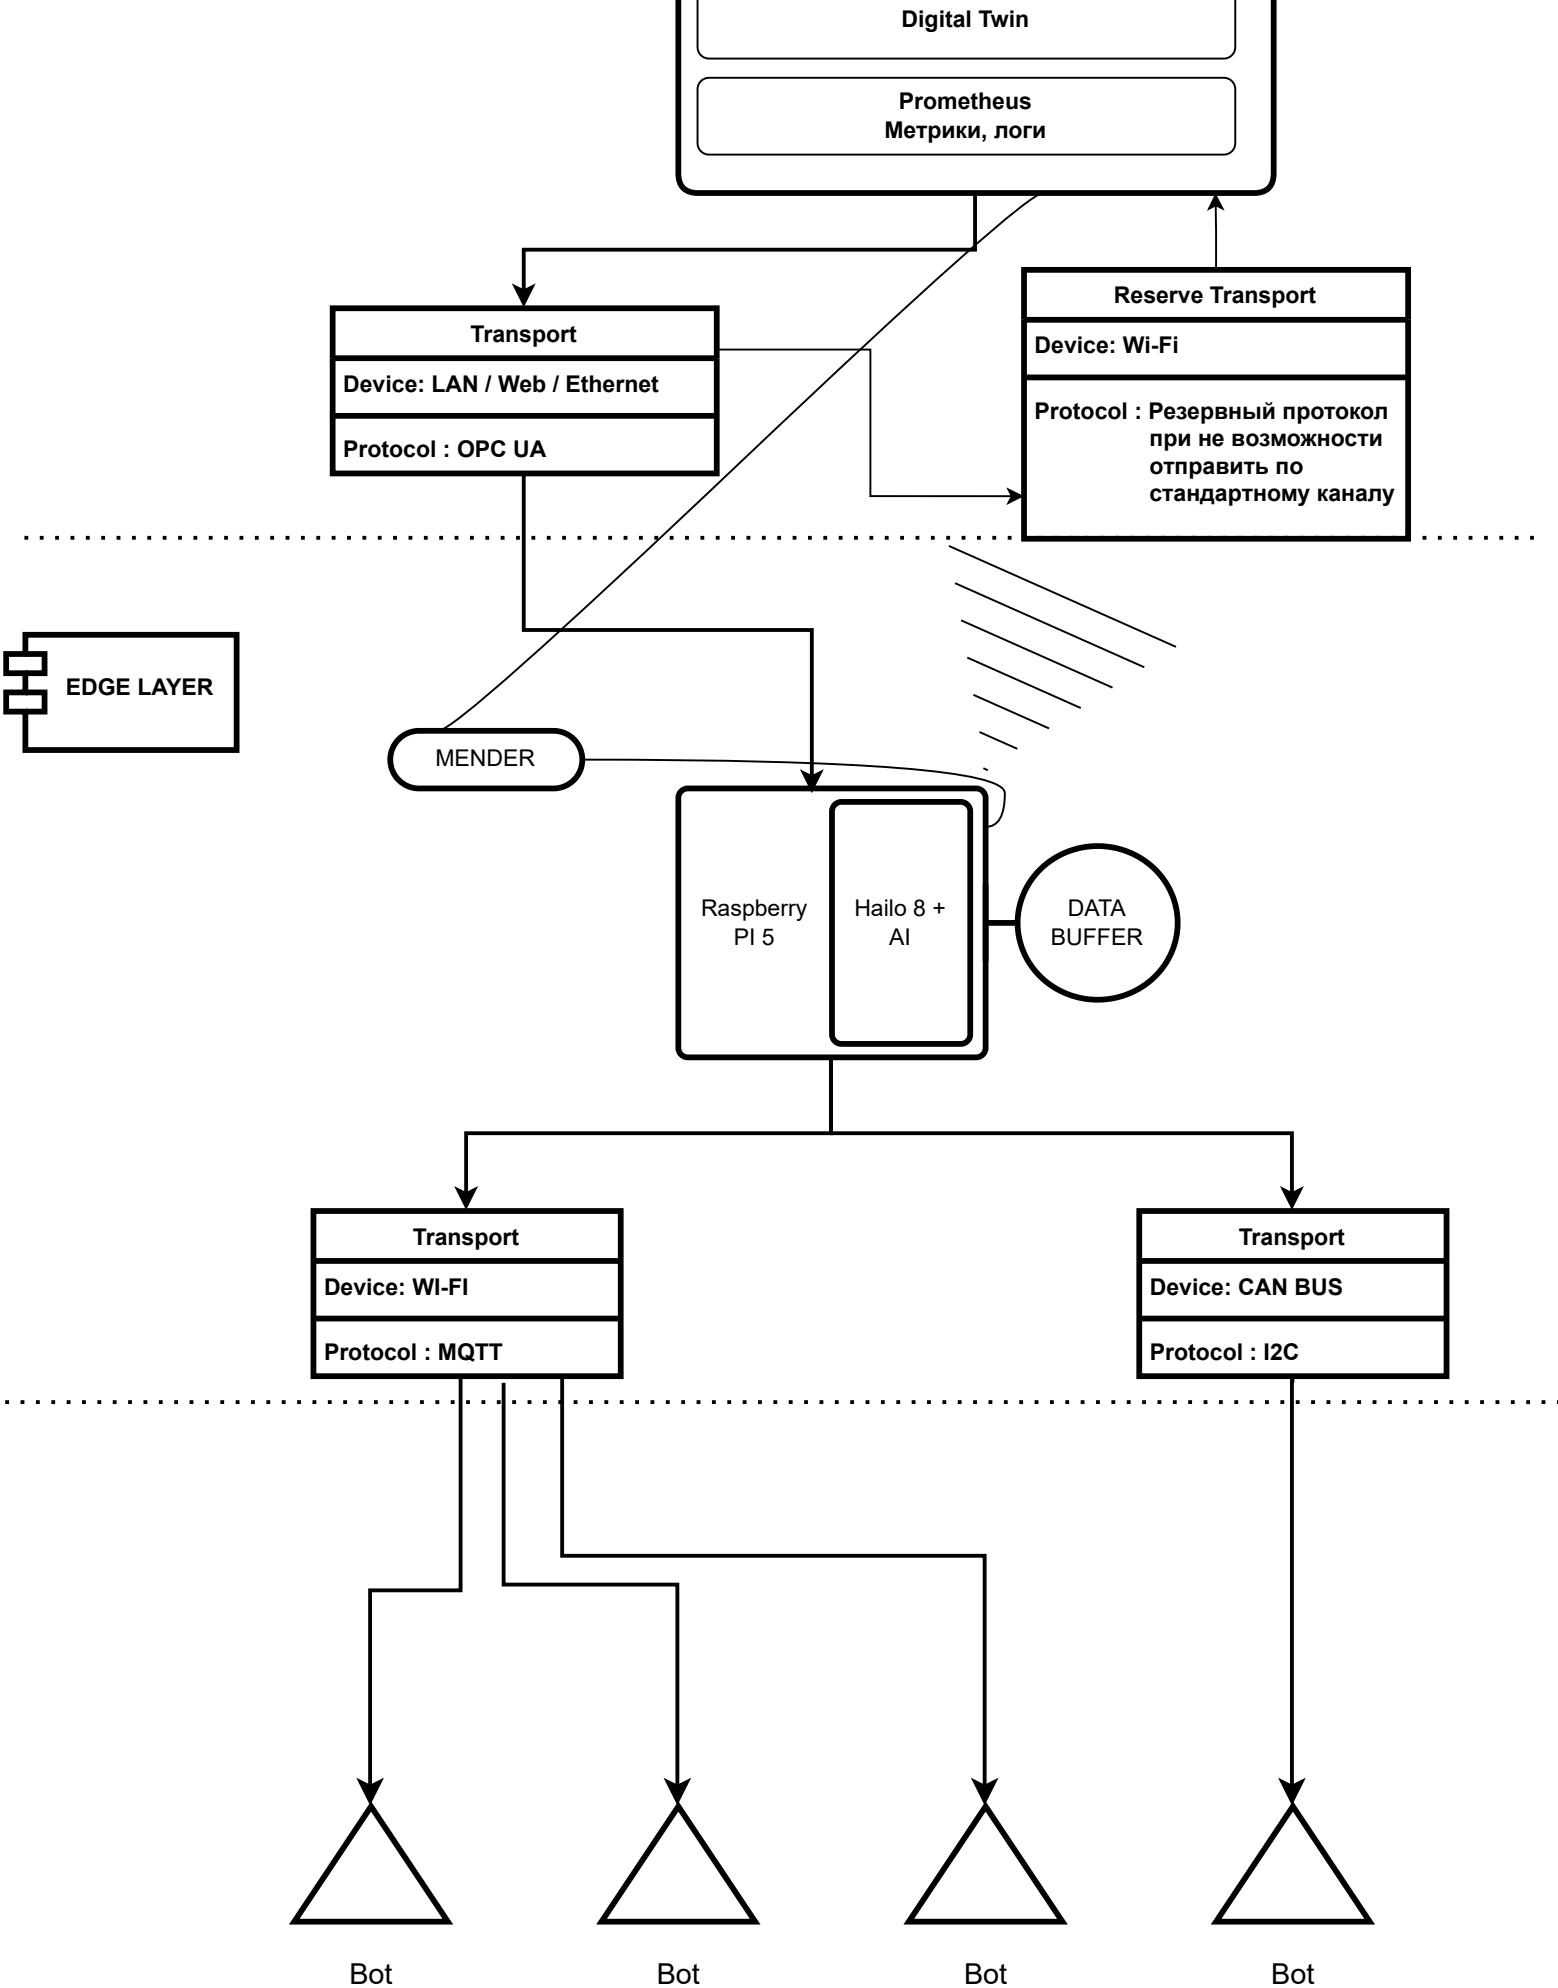 Digital Twin
Prometheus
Метрики, логи
Reserve Transport
Device: Wi-Fi
Protocol : Резервный протокол
при не возможности
отправить по
стандартному каналу
Transport
Device: LAN / Web / Ethernet
Protocol : OPC UA
EDGE LAYER
MENDER
Raspberry
PI 5
Hailo 8 +
AI
DATA
BUFFER
Transport
Device: WI-FI
Protocol : MQTT
Transport
Device: CAN BUS
Protocol : I2C
Bot
Bot
Bot
Bot